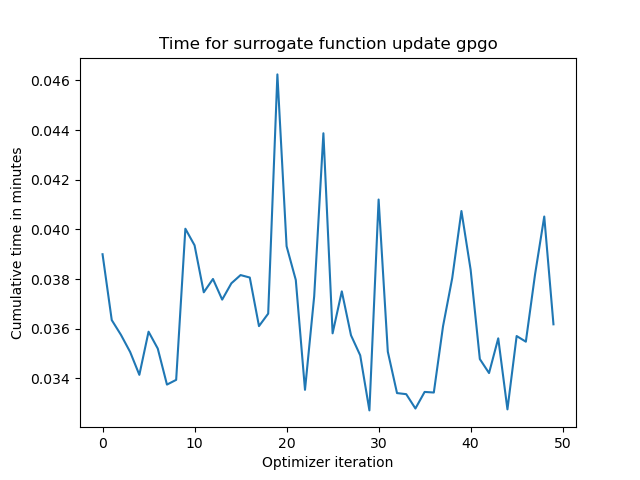 Time for surrogate function update gpgo
Cumulative time in minutes
0.046
0.044
0.042
0.040
0.038
0.036
0.034
0 10 20 30 40 50
Optimizer iteration